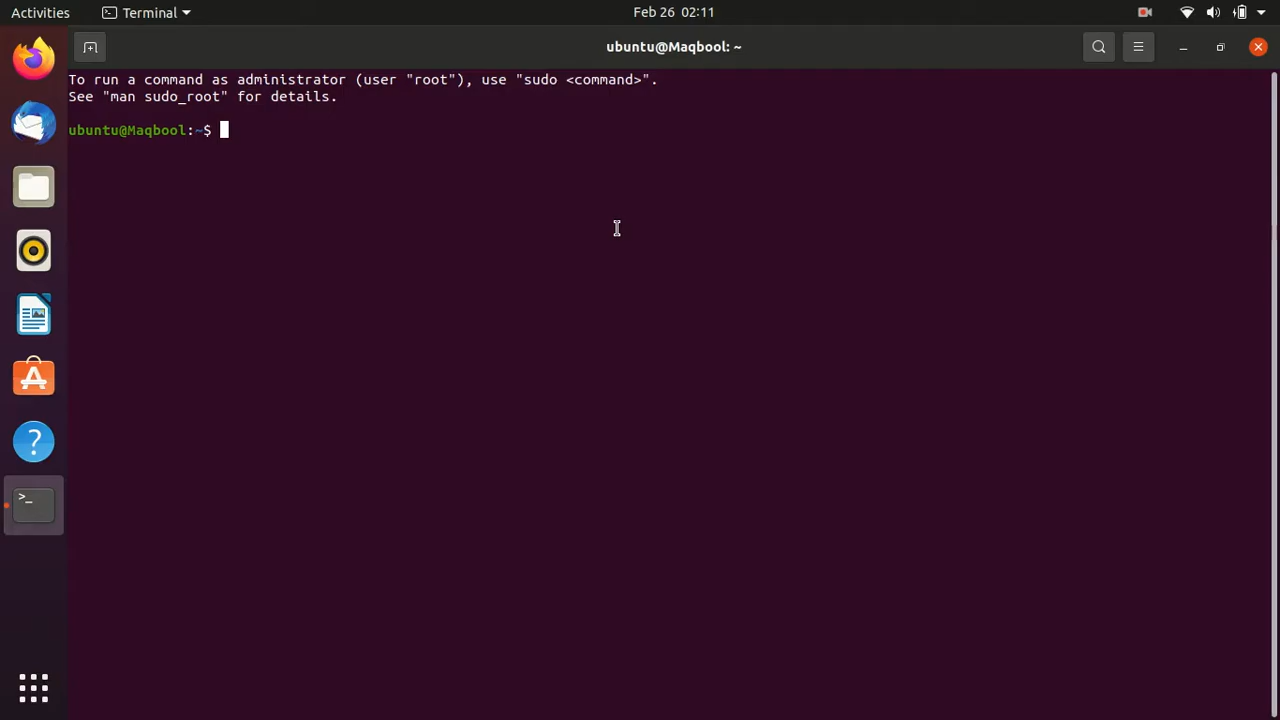 Activities Terminal Feb 26 02:11
ubuntu@Maqbool: ~
To run a command as administrator (user "root"), use "sudo <command>".
See "man sudo_root" for details.
ubuntu@Maqbool:~$